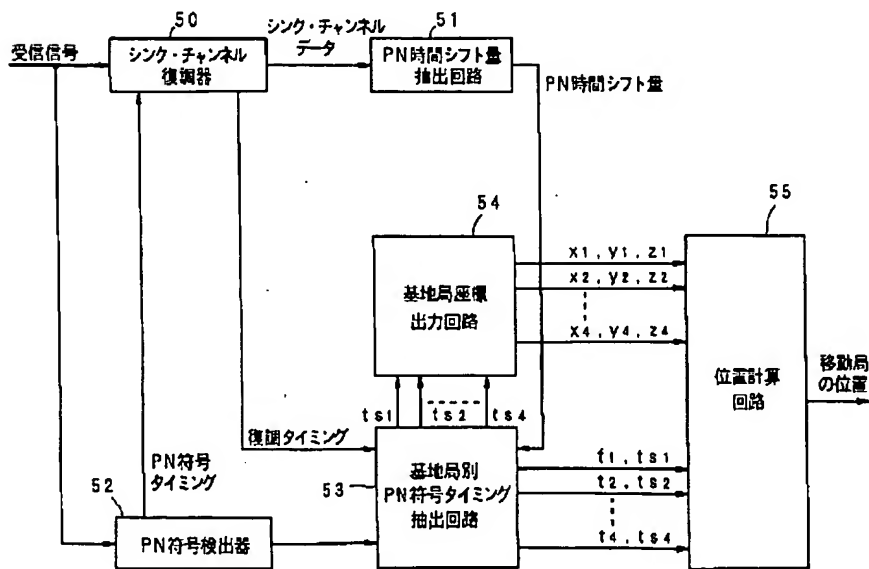 50
受信信号
シンク・チャンネル
復調器
シンク・チャンネル
データ
51
PN時間シフト量
抽出回路
PN時間シフト量
54
基地局座標
出力回路
x1, y1, z1
x2, y2, z2
x4, y4, z4
55
位置計算
回路
移動局
の位置
ts1
ts2
ts4
復調タイミング
PN符号
タイミング
52
PN符号検出器
53
基地局別
PN符号タイミング
抽出回路
t1, ts1
t2, ts2
t4, ts4